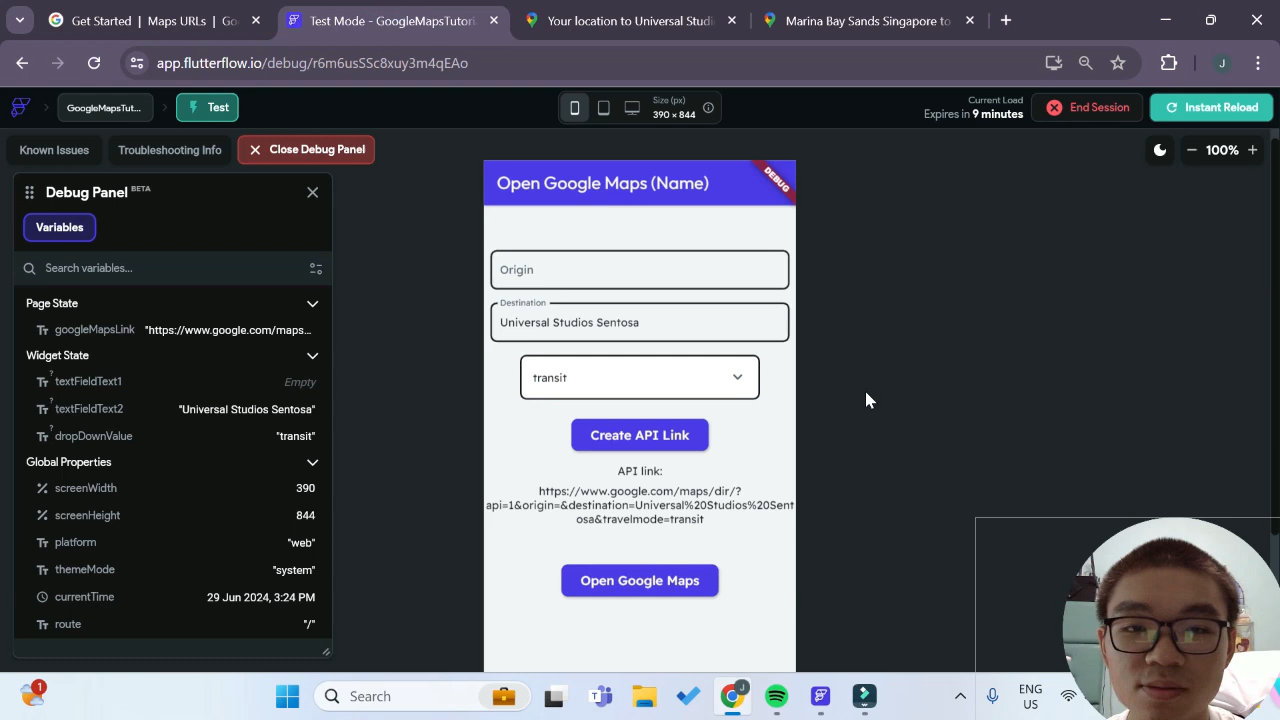 Get Started | Maps URLs | Go
Test Mode - GoogleMapsTutori
Your location to Universal Studi
Marina Bay Sands Singapore to
app.flutterflow.io/debug/r6m6usSSc8xuy3m4qEAo
J
GoogleMapsTut...
Test
Size (px)
390 × 844
Current Load
Expires in 9 minutes
End Session
Instant Reload
Known Issues
Troubleshooting Info
Close Debug Panel
100%
Debug Panel BETA
Variables
Search variables...
Page State
googleMapsLink "https://www.google.com/maps...
Widget State
textFieldText1 Empty
textFieldText2 "Universal Studios Sentosa"
dropDownValue "transit"
Global Properties
screenWidth 390
screenHeight 844
platform "web"
themeMode "system"
currentTime 29 Jun 2024, 3:24 PM
route "/"
Open Google Maps (Name)
DEBUG
Origin
Destination
Universal Studios Sentosa
transit
Create API Link
API link:
https://www.google.com/maps/dir/?
api=1&origin=&destination=Universal%20Studios%20Sent
osa&travelmode=transit
Open Google Maps
1
Search
J
ENG
US